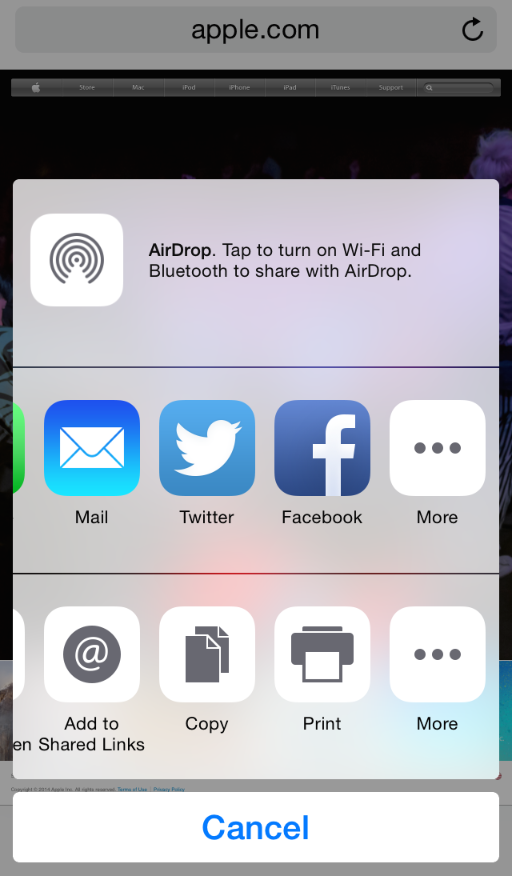 apple.com
Store Mac iPod iPhone iPad iTunes Support
AirDrop. Tap to turn on Wi-Fi and
Bluetooth to share with AirDrop.
Mail Twitter Facebook More
Add to Copy Print More
en Shared Links
Copyright © 2014 Apple Inc. All rights reserved. Terms of Use | Privacy Policy
Cancel